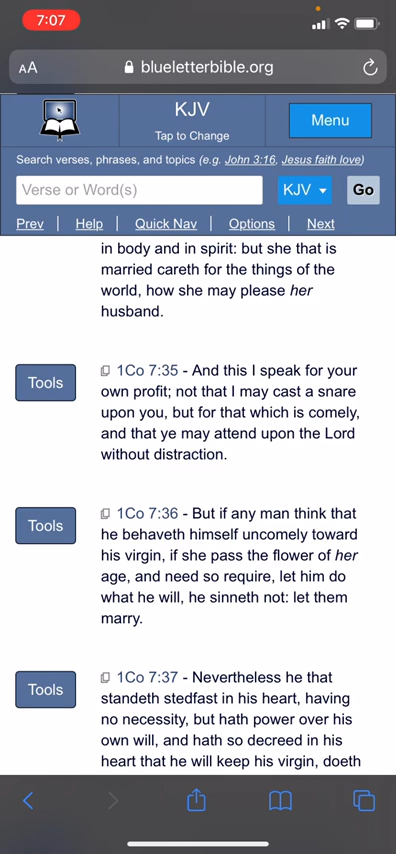 7:07
AA
blueletterbible.org
KJV
Tap to Change
Menu
Search verses, phrases, and topics (e.g. John 3:16, Jesus faith love)
Verse or Word(s)
KJV
Go
Prev | Help | Quick Nav | Options | Next
in body and in spirit: but she that is
married careth for the things of the
world, how she may please her
husband.
Tools
1Co 7:35 - And this I speak for your
own profit; not that I may cast a snare
upon you, but for that which is comely,
and that ye may attend upon the Lord
without distraction.
Tools
1Co 7:36 - But if any man think that
he behaveth himself uncomely toward
his virgin, if she pass the flower of her
age, and need so require, let him do
what he will, he sinneth not: let them
marry.
Tools
1Co 7:37 - Nevertheless he that
standeth stedfast in his heart, having
no necessity, but hath power over his
own will, and hath so decreed in his
heart that he will keep his virgin, doeth